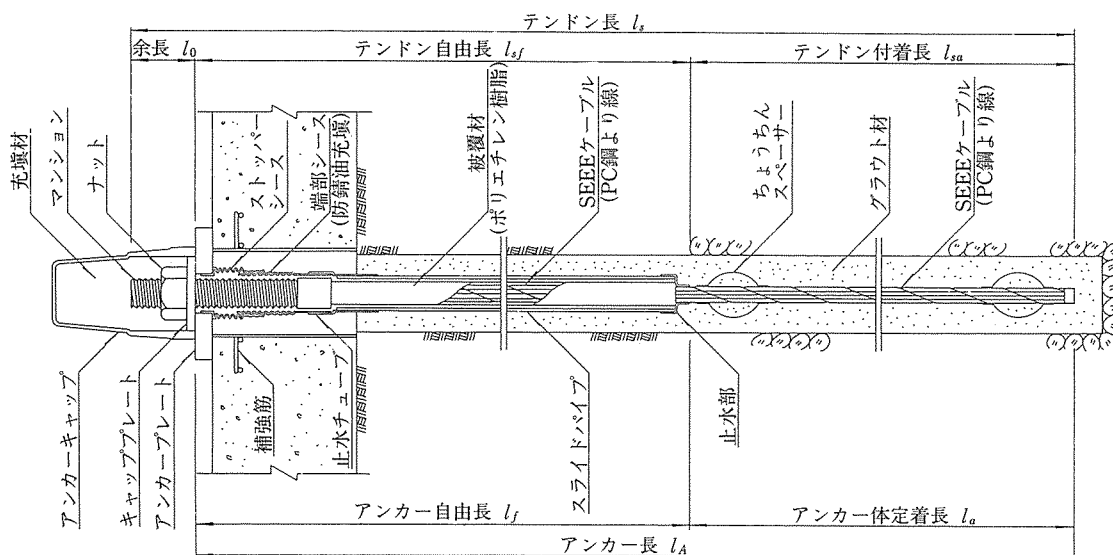 テンドン長 ls
余長 l0
テンドン自由長 lsf
テンドン付着長 lsa
充塡材
マンション
ナット
ストッパー
シース
端部シース
(防錆油充塡)
被覆材
(ポリエチレン樹脂)
SEEEケーブル
(PC鋼より線)
ちょうちん
スペーサー
グラウト材
SEEEケーブル
(PC鋼より線)
アンカーキャップ
キャッププレート
アンカープレート
補強筋
止水チューブ
スライドパイプ
止水部
アンカー自由長 lf
アンカー体定着長 la
アンカー長 lA